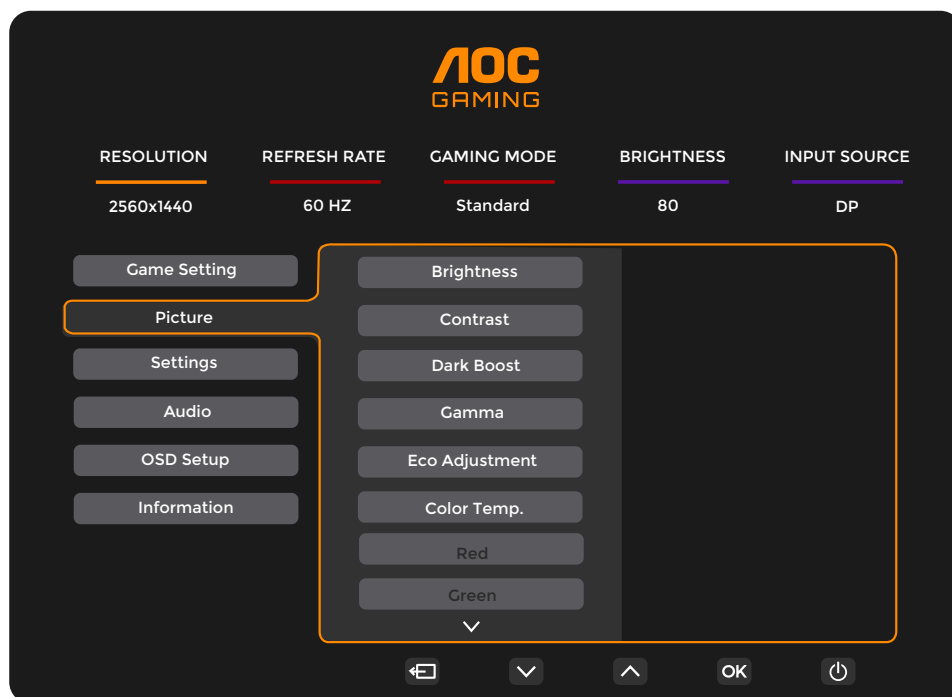 AOC
GAMING
RESOLUTION REFRESH RATE GAMING MODE BRIGHTNESS INPUT SOURCE
2560x1440 60 HZ Standard 80 DP
Game Setting
Picture
Settings
Audio
OSD Setup
Information
Brightness
Contrast
Dark Boost
Gamma
Eco Adjustment
Color Temp.
Red
Green
OK